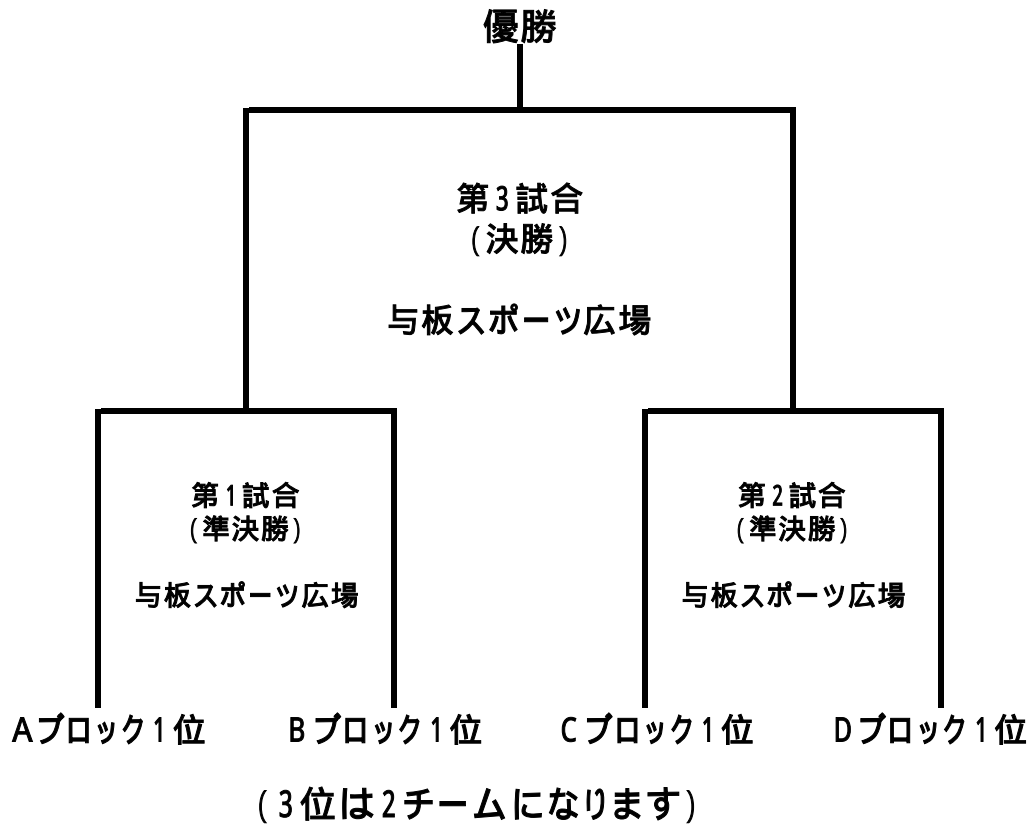 優勝
第3試合
(決勝)
与板スポーツ広場
第1試合
(準決勝)
与板スポーツ広場
第2試合
(準決勝)
与板スポーツ広場
Aブロック1位
Bブロック1位
Cブロック1位
Dブロック1位
(3位は2チームになります)